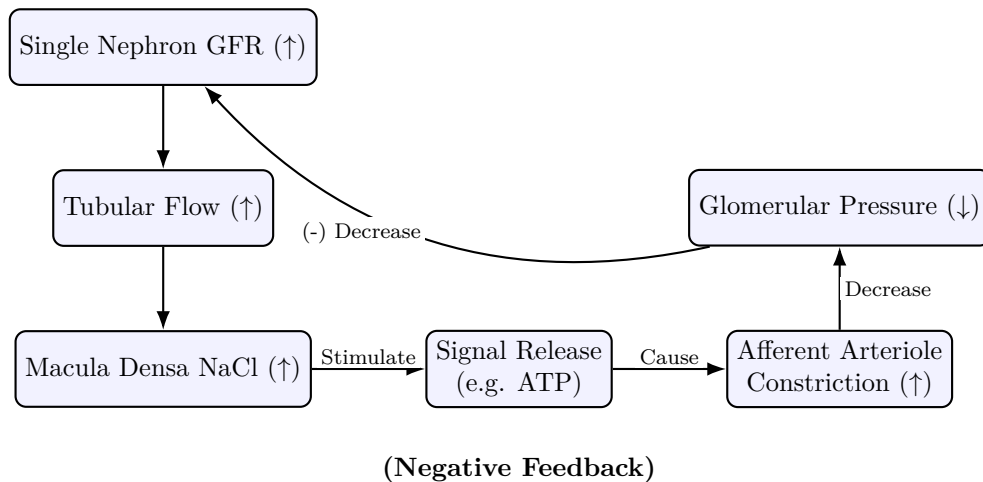 Single Nephron GFR (↑)
Tubular Flow (↑)
Glomerular Pressure (↓)
(-) Decrease
Decrease
Macula Densa NaCl (↑)
Stimulate
Signal Release
(e.g. ATP)
Cause
Afferent Arteriole
Constriction (↑)
(Negative Feedback)